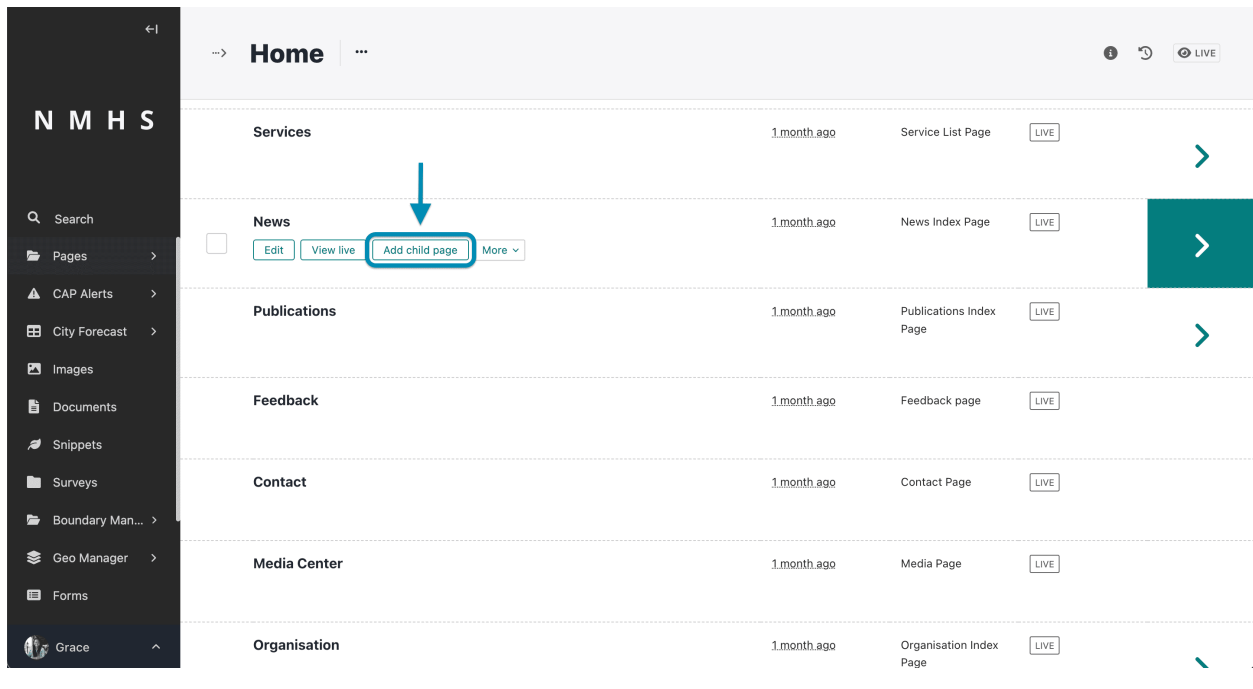 Home
LIVE
N M H S
Search
Pages
CAP Alerts
City Forecast
Images
Documents
Snippets
Surveys
Boundary Man...
Geo Manager
Forms
Grace
Services 1 month ago Service List Page LIVE
News 1 month ago News Index Page LIVE
Edit View live Add child page More
Publications 1 month ago Publications Index LIVE
Page
Feedback 1 month ago Feedback page LIVE
Contact 1 month ago Contact Page LIVE
Media Center 1 month ago Media Page LIVE
Organisation 1 month ago Organisation Index LIVE
Page